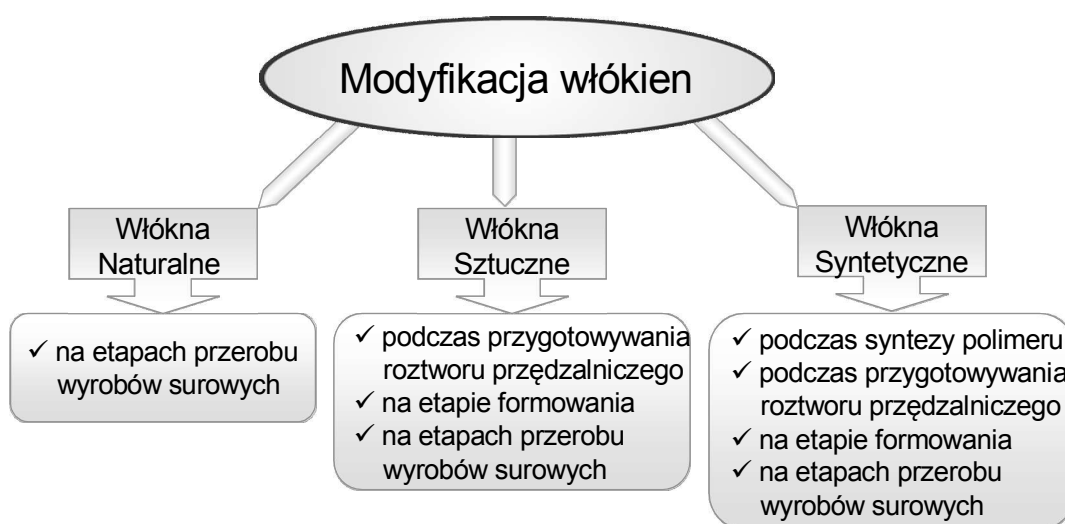 Modyfikacja włókien
Włókna
Naturalne
✓ na etapach przerobu
wyrobów surowych
Włókna
Sztuczne
✓ podczas przygotowywania
roztworu przędzalniczego
✓ na etapie formowania
✓ na etapach przerobu
wyrobów surowych
Włókna
Syntetyczne
✓ podczas syntezy polimeru
✓ podczas przygotowywania
roztworu przędzalniczego
✓ na etapie formowania
✓ na etapach przerobu
wyrobów surowych